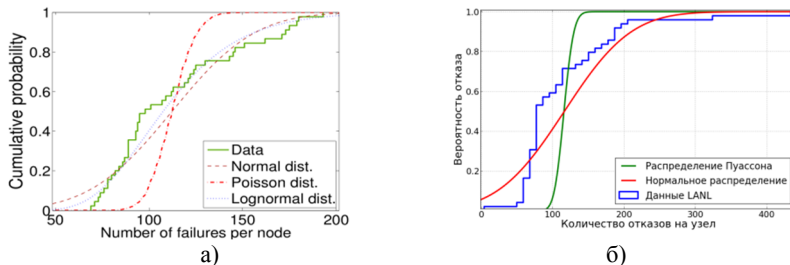 Cumulative probability
1
0.8
0.6
0.4
0.2
0
50
100
150
200
Number of failures per node
Data
Normal dist.
Poisson dist.
Lognormal dist.
а)
Вероятность отказа
1.0
0.8
0.6
0.4
0.2
0
100
200
300
400
Количество отказов на узел
Распределение Пуассона
Нормальное распределение
Данные LANL
б)